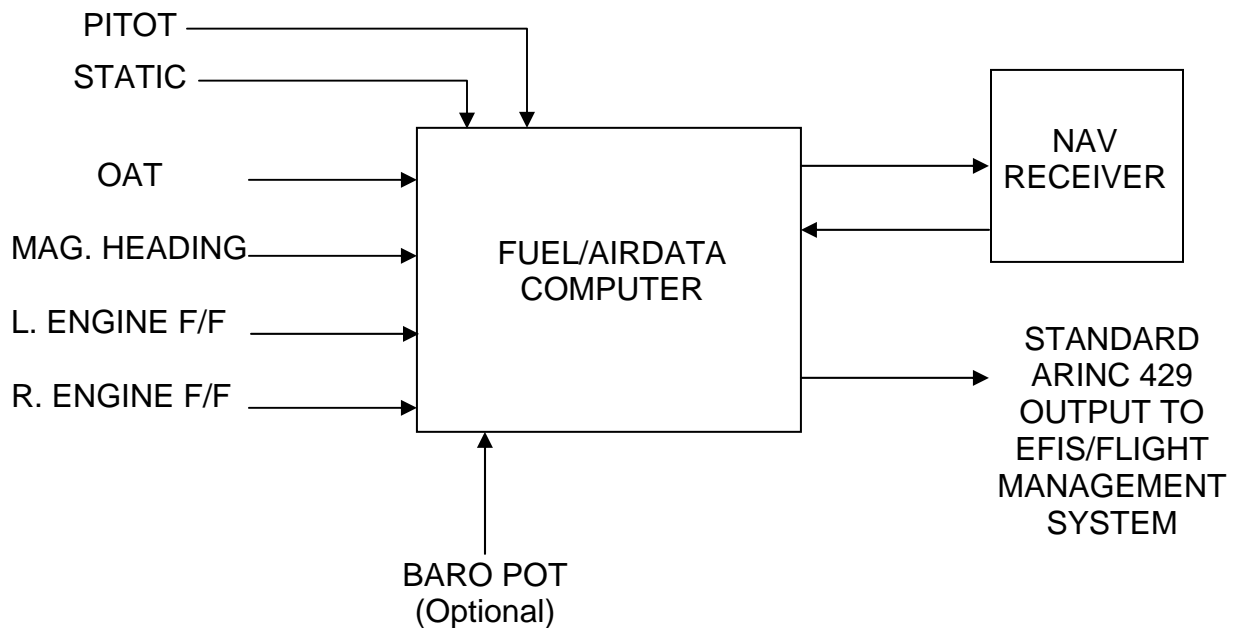 PITOT
STATIC
OAT
MAG. HEADING
L. ENGINE F/F
R. ENGINE F/F
FUEL/AIRDATA
COMPUTER
NAV
RECEIVER
STANDARD
ARINC 429
OUTPUT TO
EFIS/FLIGHT
MANAGEMENT
SYSTEM
BARO POT
(Optional)